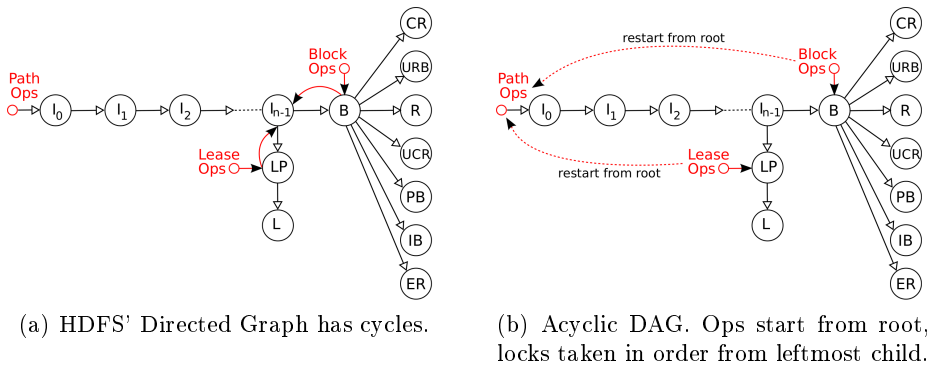 Path
Ops
I0
I1
I2
In-1
B
Block
Ops
Lease
Ops
LP
L
CR
URB
R
UCR
PB
IB
ER
(a) HDFS' Directed Graph has cycles.
restart from root
Path
Ops
I0
I1
I2
In-1
B
Block
Ops
restart from root
Lease
Ops
LP
L
CR
URB
R
UCR
PB
IB
ER
(b) Acyclic DAG. Ops start from root,
locks taken in order from leftmost child.